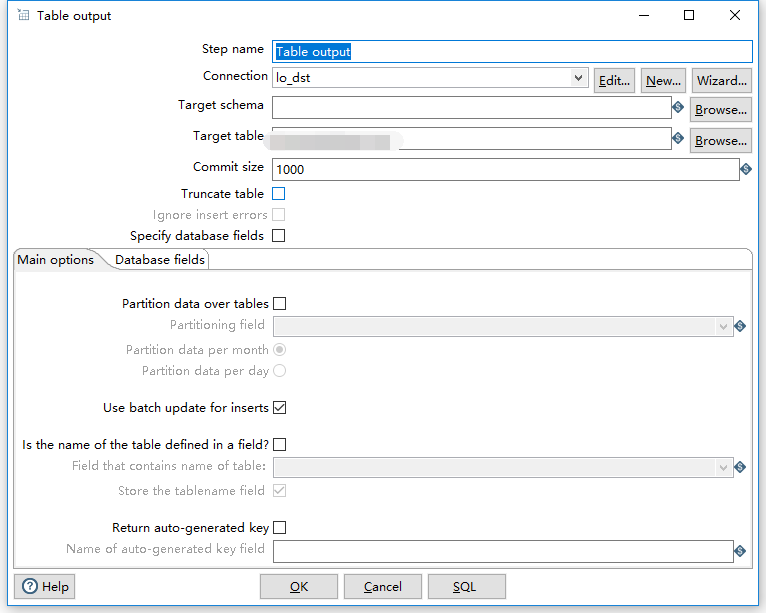 Table output
Step name Table output
Connection lo_dst Edit... New... Wizard...
Target schema Browse...
Target table Browse...
Commit size 1000
Truncate table
Ignore insert errors
Specify database fields
Main options Database fields
Partition data over tables
Partitioning field
Partition data per month
Partition data per day
Use batch update for inserts
Is the name of the table defined in a field?
Field that contains name of table:
Store the tablename field
Return auto-generated key
Name of auto-generated key field
Help OK Cancel SQL